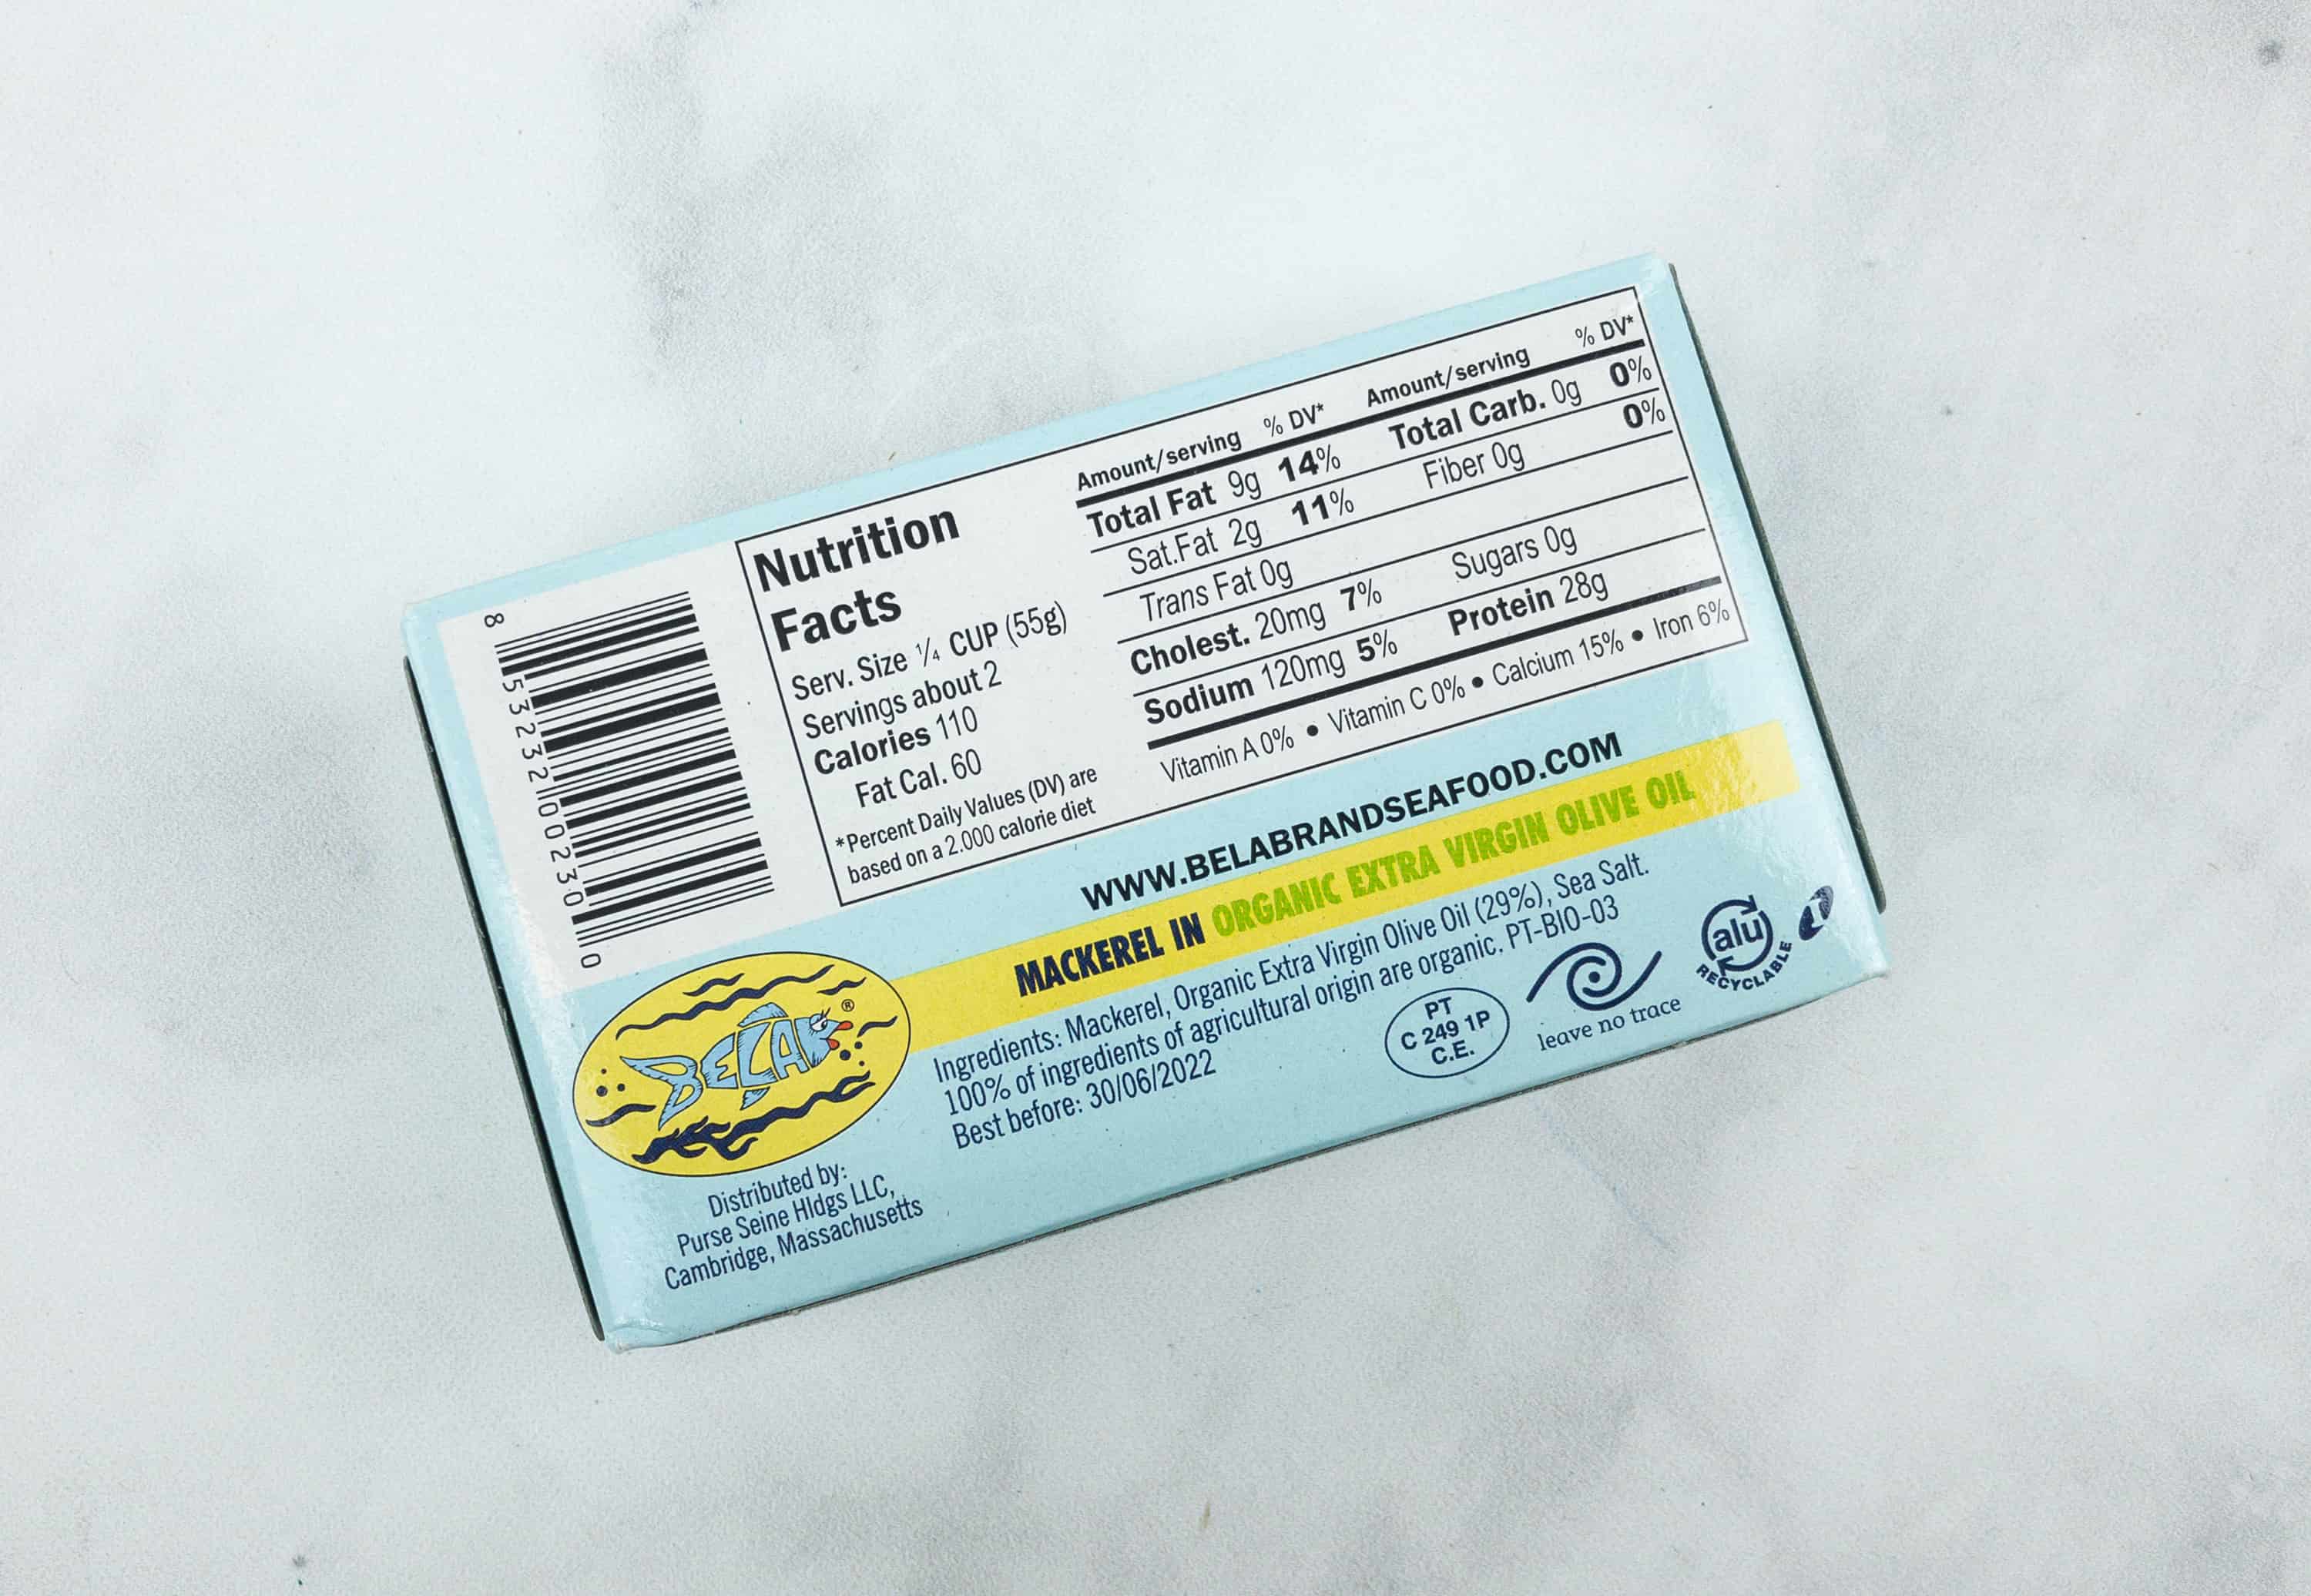 8 53232 00230 0
Nutrition
Facts
Serv. Size 1/4 CUP (55g)
Servings about 2
Calories 110
Fat Cal. 60
*Percent Daily Values (DV) are
based on a 2.000 calorie diet
Amount/serving % DV* Amount/serving % DV*
Total Fat 9g 14% Total Carb. 0g 0%
Sat.Fat 2g 11% Fiber 0g 0%
Trans Fat 0g
Cholest. 20mg 7% Sugars 0g
Sodium 120mg 5% Protein 28g
Vitamin A 0% • Vitamin C 0% • Calcium 15% • Iron 6%
WWW.BELABRANDSEAFOOD.COM
MACKEREL IN ORGANIC EXTRA VIRGIN OLIVE OIL
Ingredients: Mackerel, Organic Extra Virgin Olive Oil (29%), Sea Salt.
100% of ingredients of agricultural origin are organic. PT-BIO-03
Best before: 30/06/2022
PT
C 249 1P
C.E.
leave no trace
alu
RECYCLABLE
BELA ®
Distributed by:
Purse Seine Hldgs LLC,
Cambridge, Massachusetts